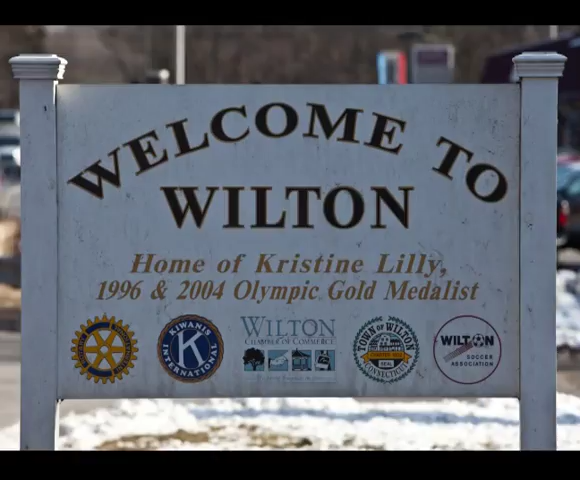 WELCOME TO
WILTON
Home of Kristine Lilly,
1996 & 2004 Olympic Gold Medalist
KIWANIS
K
INTERNATIONAL
WILTON
CHAMBER OF COMMERCE
TOWN OF WILTON
SEAL
CONNECTICUT
WILTON
SOCCER
ASSOCIATION